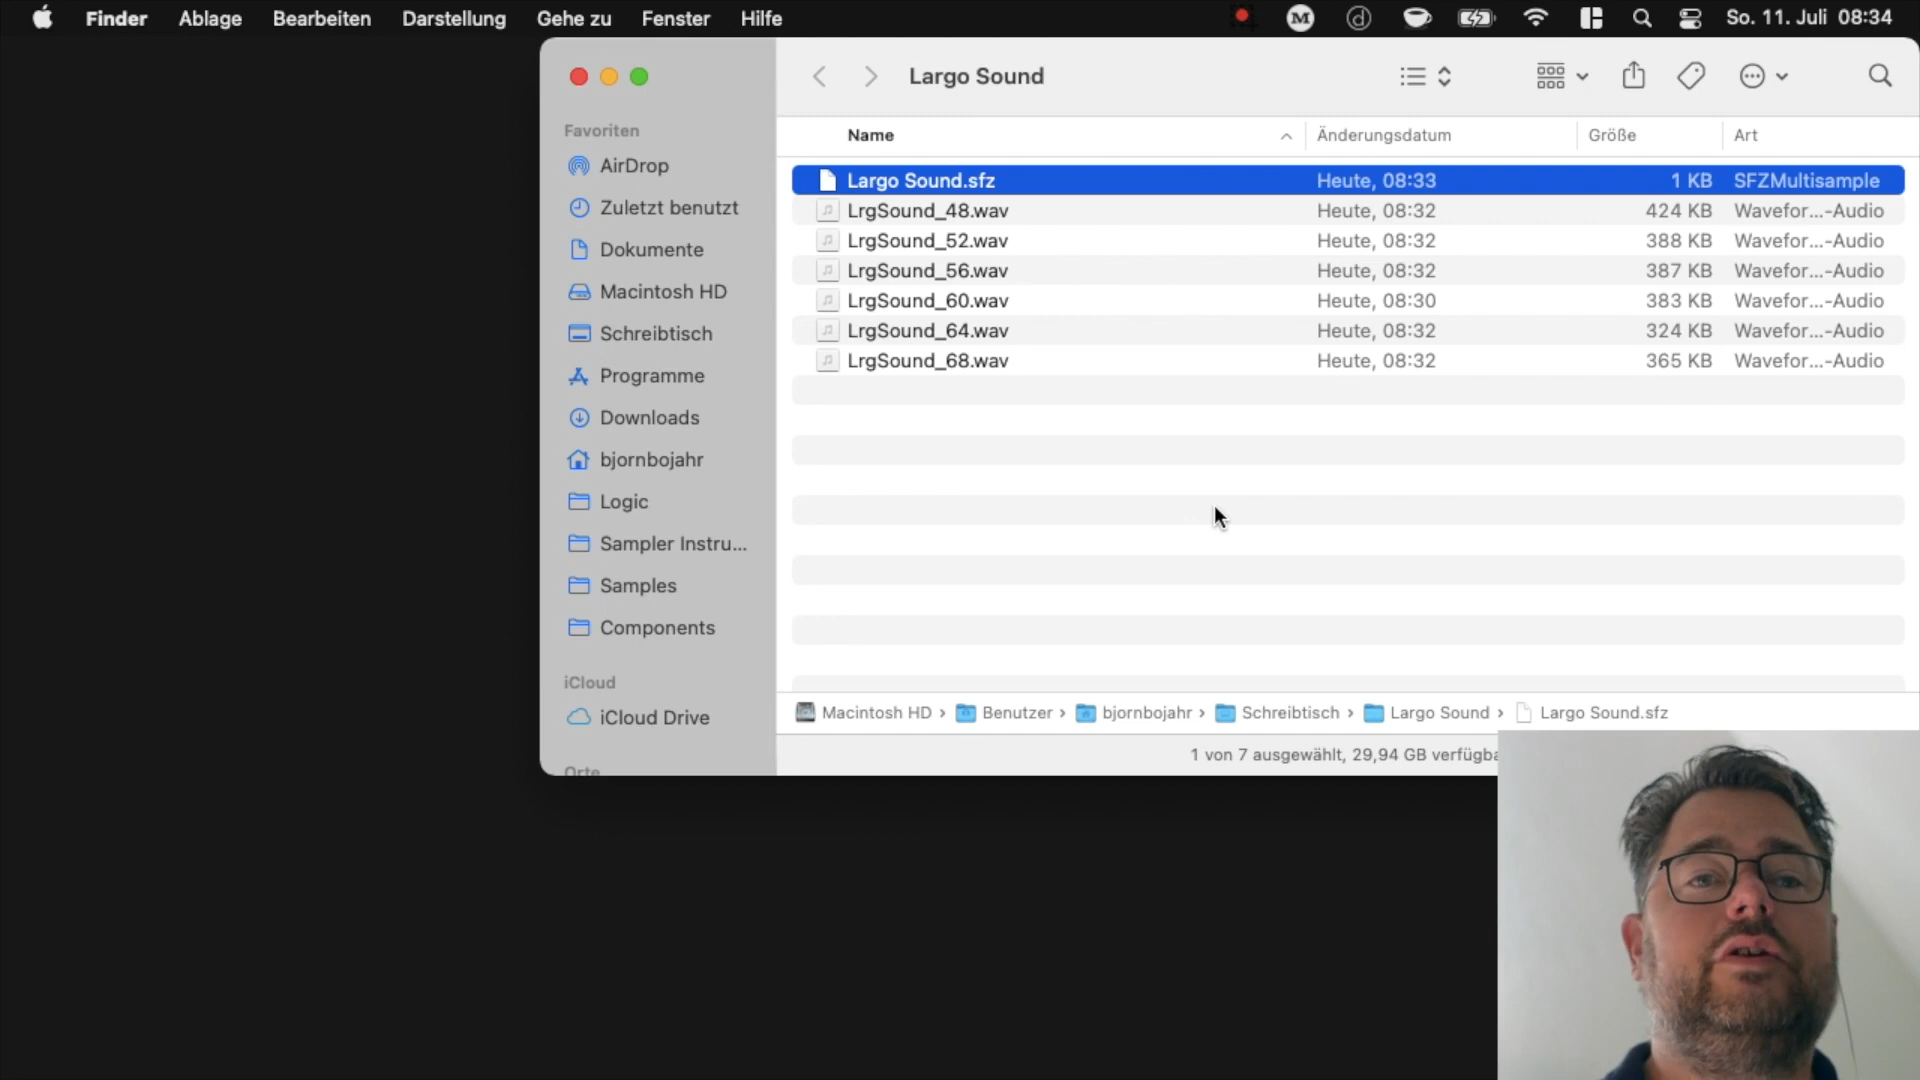 Finder Ablage Bearbeiten Darstellung Gehe zu Fenster Hilfe So. 11. Juli 08:34
Largo Sound
Favoriten
AirDrop
Zuletzt benutzt
Dokumente
Macintosh HD
Schreibtisch
Programme
Downloads
bjornbojahr
Logic
Sampler Instru...
Samples
Components
iCloud
iCloud Drive
Orte
Name Änderungsdatum Größe Art
Largo Sound.sfz Heute, 08:33 1 KB SFZMultisample
LrgSound_48.wav Heute, 08:32 424 KB Wavefor...-Audio
LrgSound_52.wav Heute, 08:32 388 KB Wavefor...-Audio
LrgSound_56.wav Heute, 08:32 387 KB Wavefor...-Audio
LrgSound_60.wav Heute, 08:30 383 KB Wavefor...-Audio
LrgSound_64.wav Heute, 08:32 324 KB Wavefor...-Audio
LrgSound_68.wav Heute, 08:32 365 KB Wavefor...-Audio
Macintosh HD › Benutzer › bjornbojahr › Schreibtisch › Largo Sound › Largo Sound.sfz
1 von 7 ausgewählt, 29,94 GB verfügba